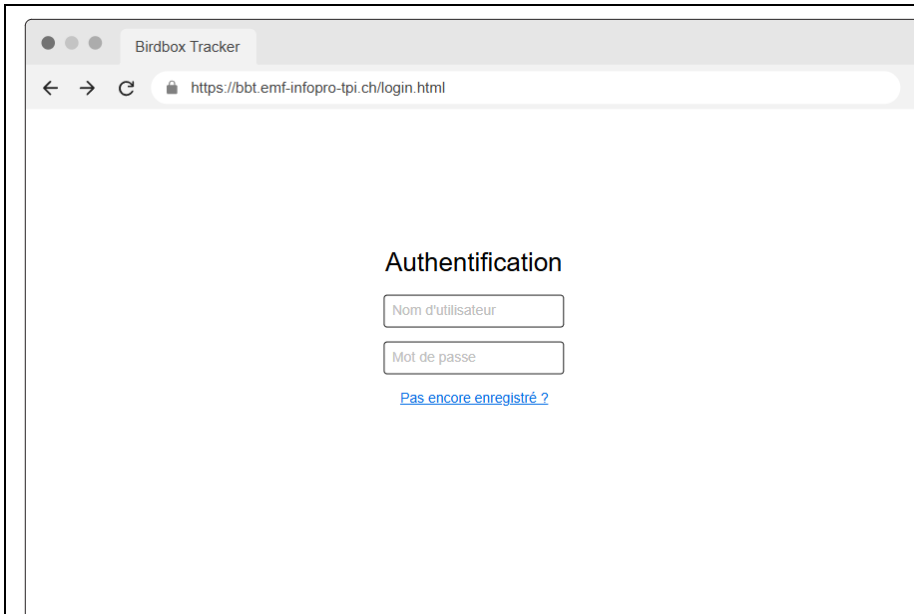 Birdbox Tracker
https://bbt.emf-infopro-tpi.ch/login.html
Authentification
Nom d'utilisateur
Mot de passe
Pas encore enregistré ?